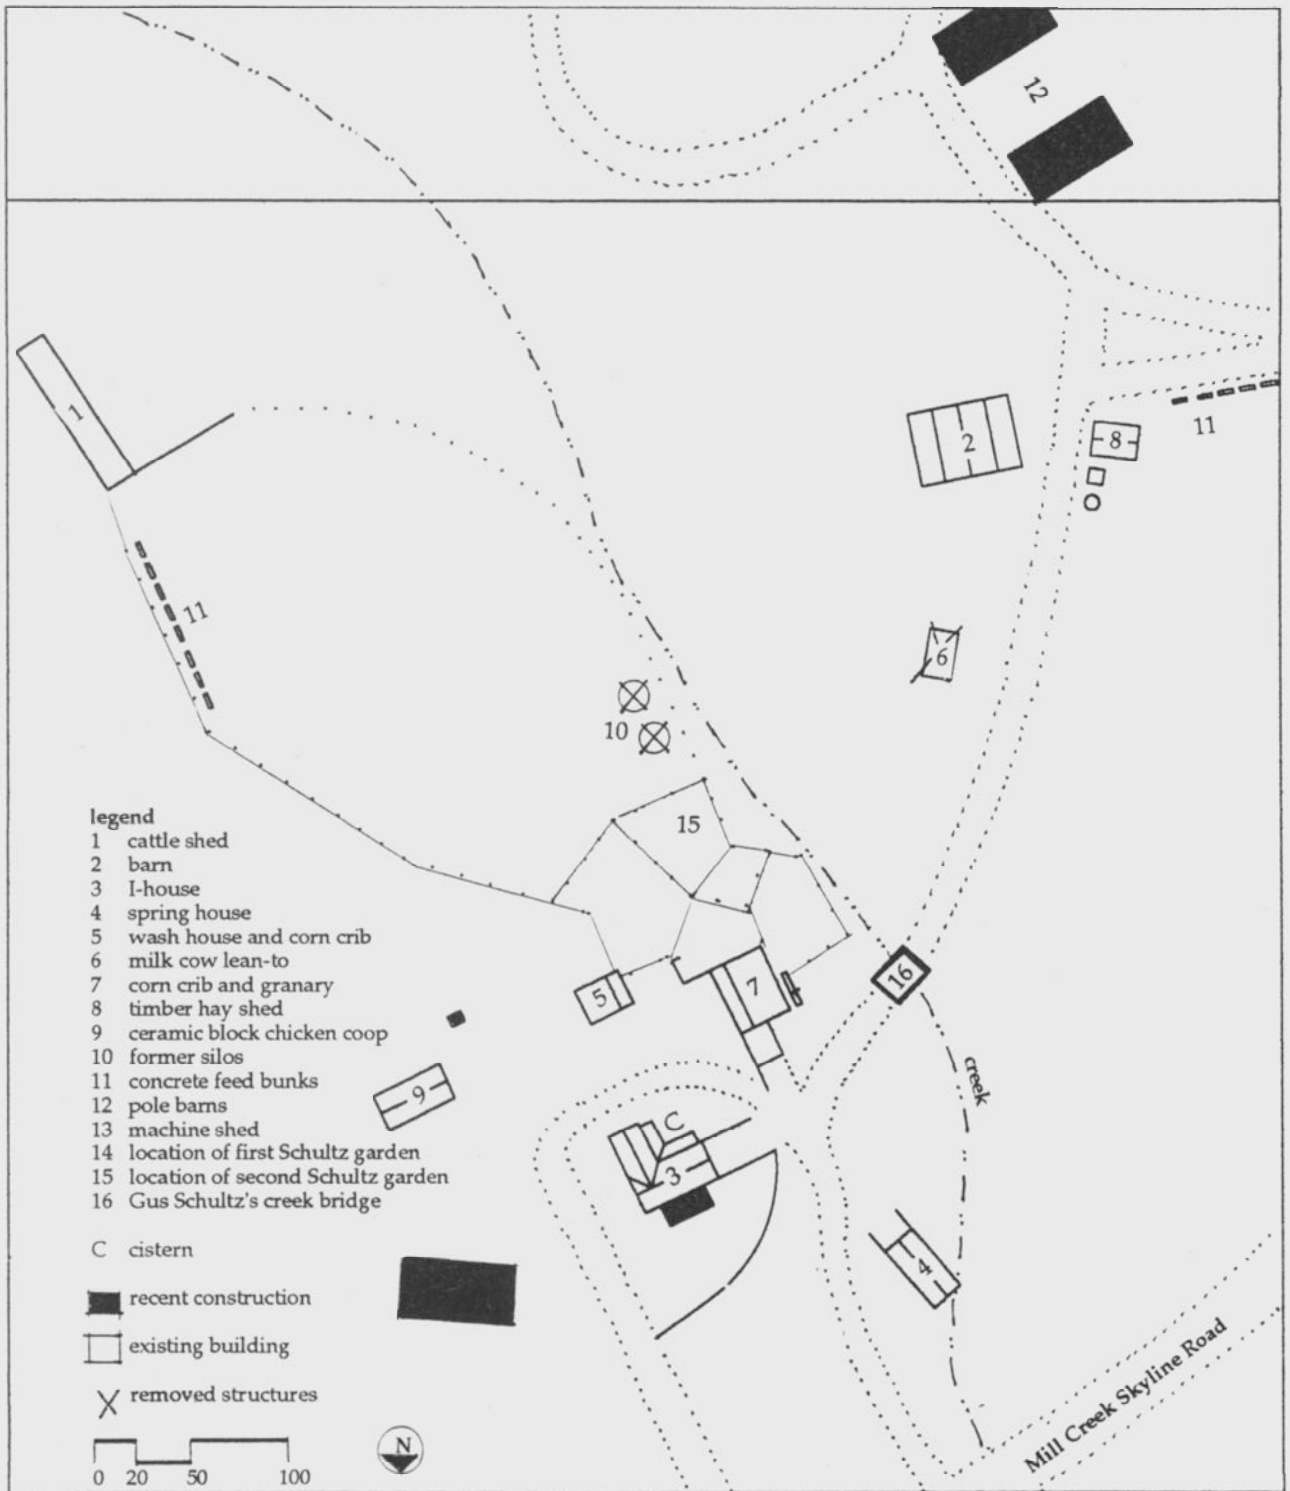 12
1
2
8
11
11
6
10
15
16
7
5
creek
9
C
3
4
Mill Creek Skyline Road
legend
1 cattle shed
2 barn
3 I-house
4 spring house
5 wash house and corn crib
6 milk cow lean-to
7 corn crib and granary
8 timber hay shed
9 ceramic block chicken coop
10 former silos
11 concrete feed bunks
12 pole barns
13 machine shed
14 location of first Schultz garden
15 location of second Schultz garden
16 Gus Schultz's creek bridge
C cistern
recent construction
existing building
removed structures
0 20 50 100
N